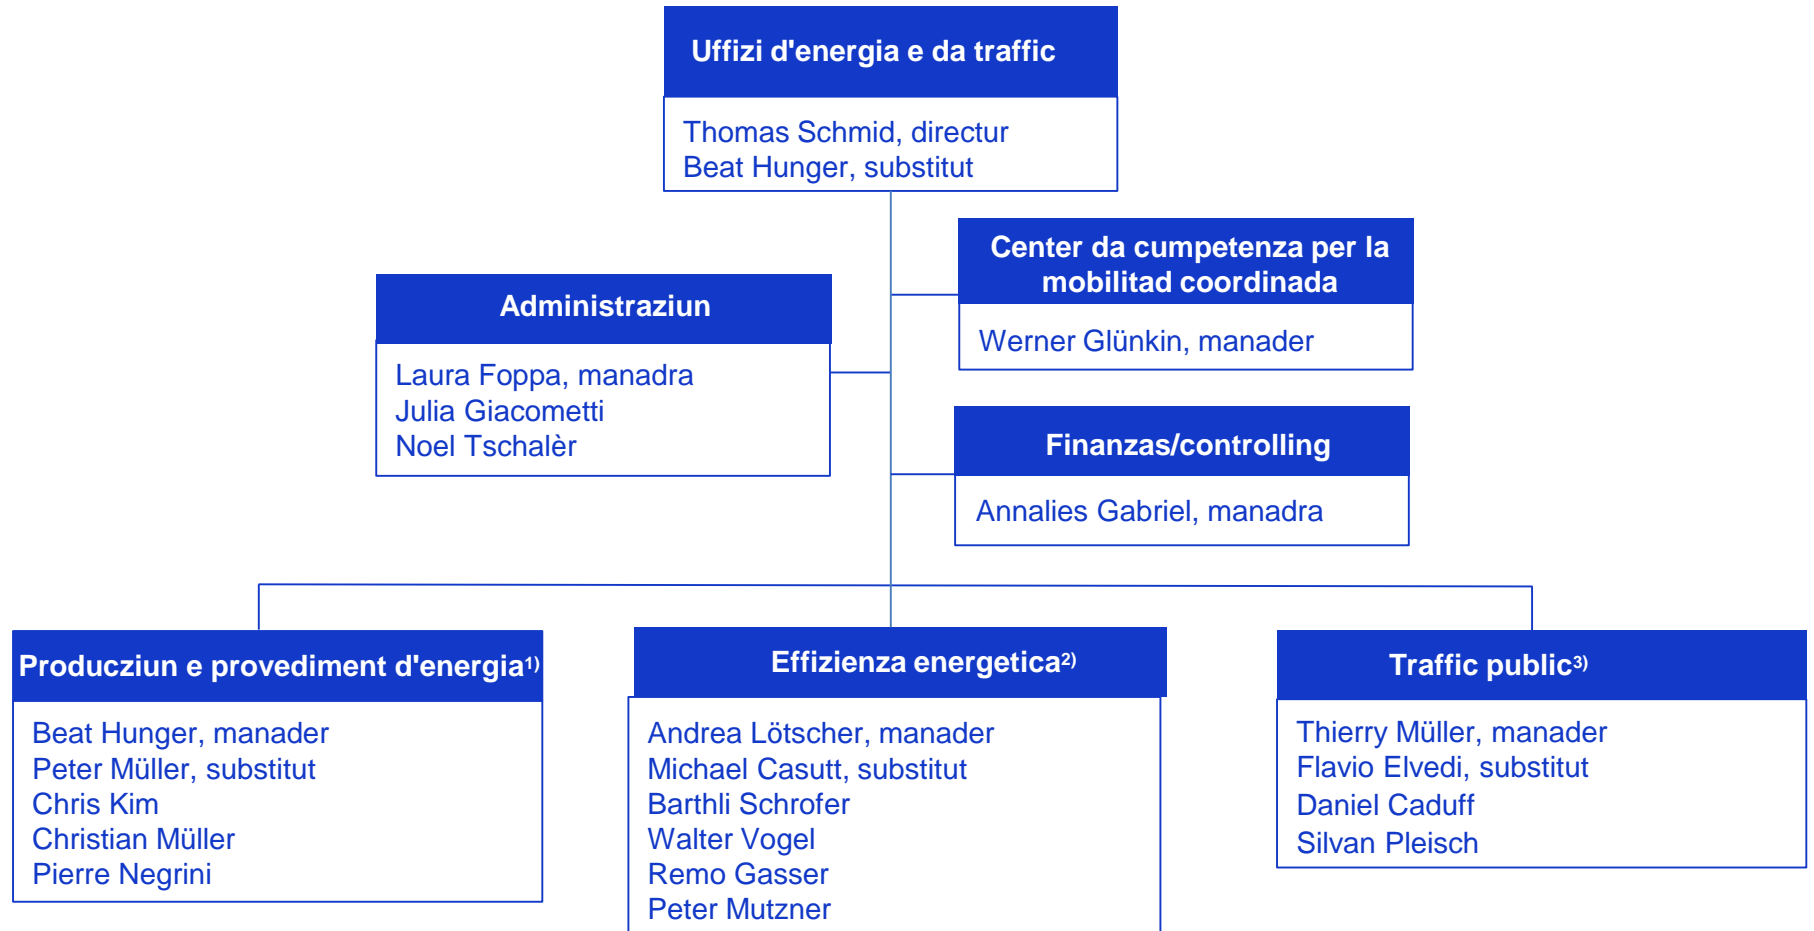 Uffizi d'energia e da traffic
Thomas Schmid, directur
Beat Hunger, substitut
Center da cumpetenza per la
mobilitad coordinada
Werner Glünkin, manader
Administraziun
Laura Foppa, manadra
Julia Giacometti
Noel Tschalèr
Finanzas/controlling
Annalies Gabriel, manadra
Producziun e provediment d'energia1)
Beat Hunger, manader
Peter Müller, substitut
Chris Kim
Christian Müller
Pierre Negrini
Effizienza energetica2)
Andrea Lötscher, manader
Michael Casutt, substitut
Barthli Schrofer
Walter Vogel
Remo Gasser
Peter Mutzner
Traffic public3)
Thierry Müller, manader
Flavio Elvedi, substitut
Daniel Caduff
Silvan Pleisch